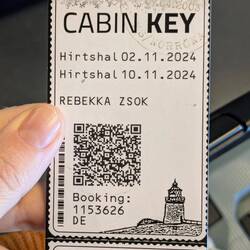 CABIN KEY
Hirtshal 02.11.2024
Hirtshal 10.11.2024
REBEKKA ZSOK
Booking:
1153626
DE